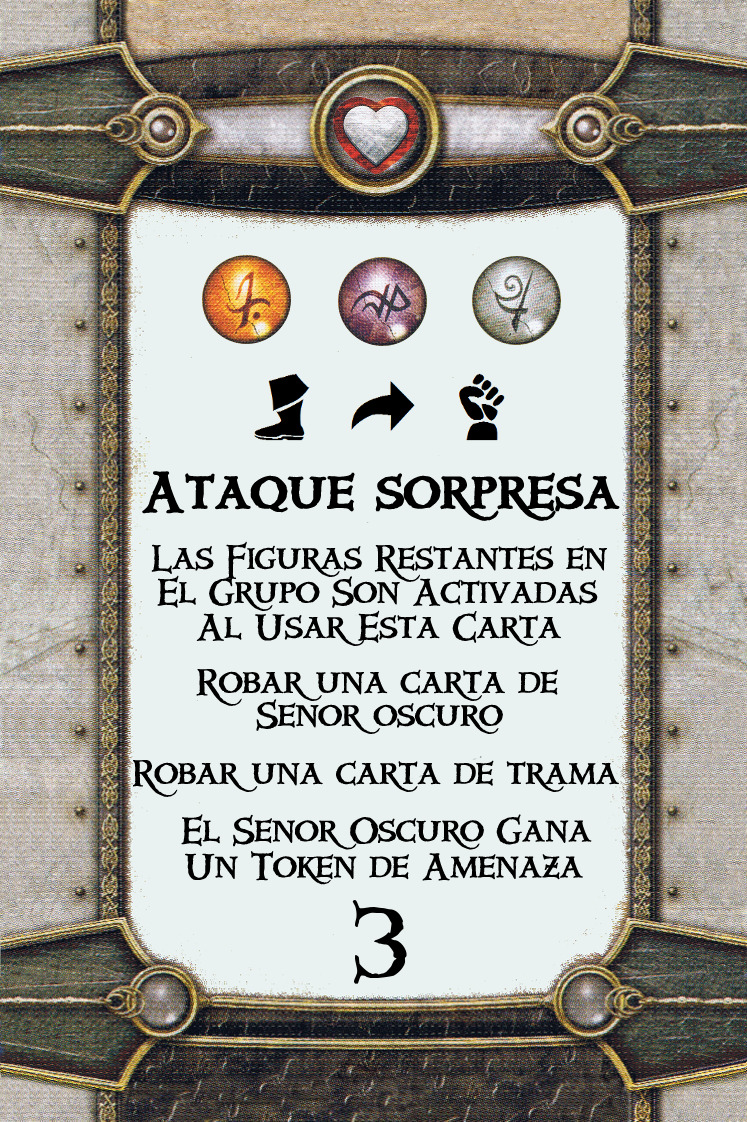 Ataque sorpresa
Las Figuras Restantes en
El Grupo Son Activadas
Al Usar Esta Carta
Robar una carta de
Senor oscuro
Robar una carta de trama
El Senor Oscuro Gana
Un Token de Amenaza
3